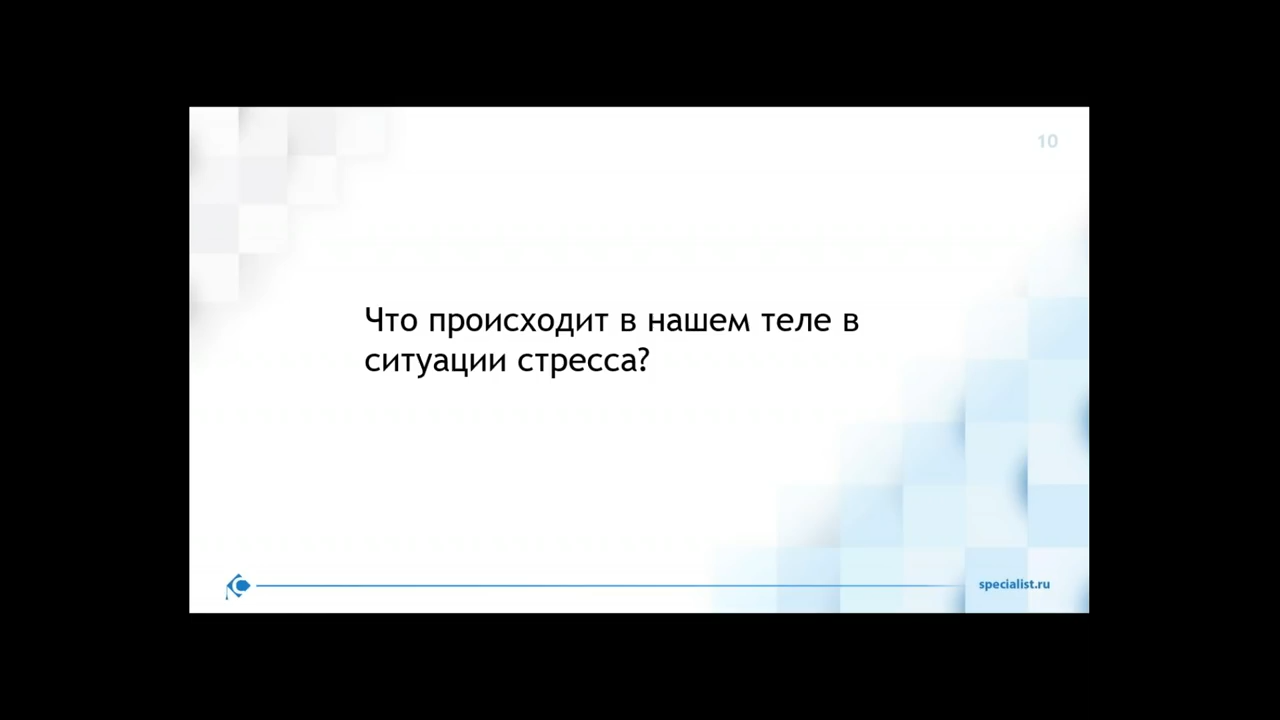 10
Что происходит в нашем теле в
ситуации стресса?
specialist.ru